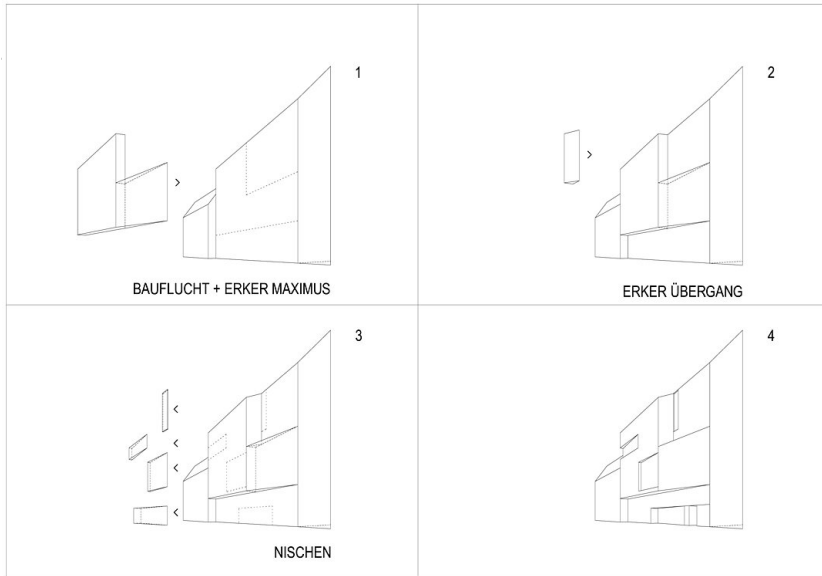 1
BAUFLUCHT + ERKER MAXIMUS
2
ERKER ÜBERGANG
3
NISCHEN
4